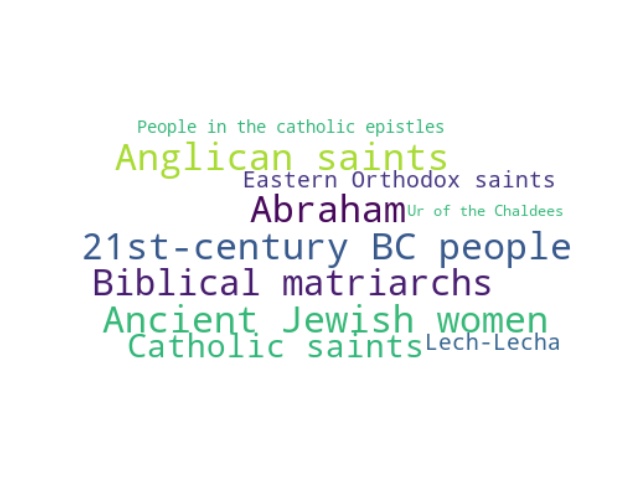 People in the catholic epistles
Anglican saints
Eastern Orthodox saints
Abraham
Ur of the Chaldees
21st-century BC people
Biblical matriarchs
Ancient Jewish women
Catholic saints
Lech-Lecha